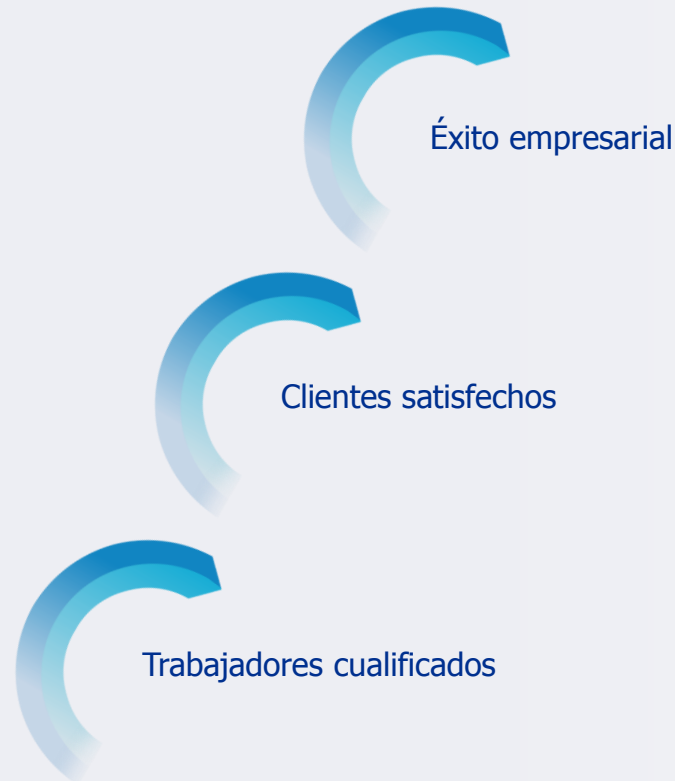 Éxito empresarial
Clientes satisfechos
Trabajadores cualificados